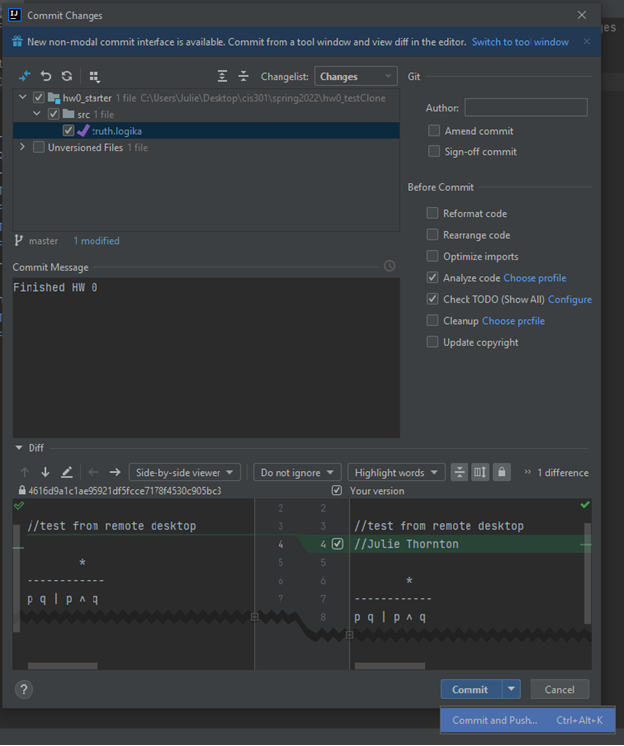 Commit Changes
New non-modal commit interface is available. Commit from a tool window and view diff in the editor. Switch to tool window
Changelist: Changes
hw0_starter 1 file C:\Users\Julie\Desktop\cis301\spring2022\hw0_testClone
src 1 file
truth.logika
Unversioned Files 1 file
master 1 modified
Git
Author:
Amend commit
Sign-off commit
Before Commit
Reformat code
Rearrange code
Optimize imports
Analyze code Choose profile
Check TODO (Show All) Configure
Cleanup Choose profile
Update copyright
Commit Message
Finished HW 0
Diff
Side-by-side viewer Do not ignore Highlight words 1 difference
Your version
2 2
//test from remote desktop 3 3 //test from remote desktop
4 4 //Julie Thornton
* 5 5
------------ 6 6 *
p q | p ∧ q 7 7 ------------
8 p q | p ∧ q
? Commit Cancel
Commit and Push... Ctrl+Alt+K